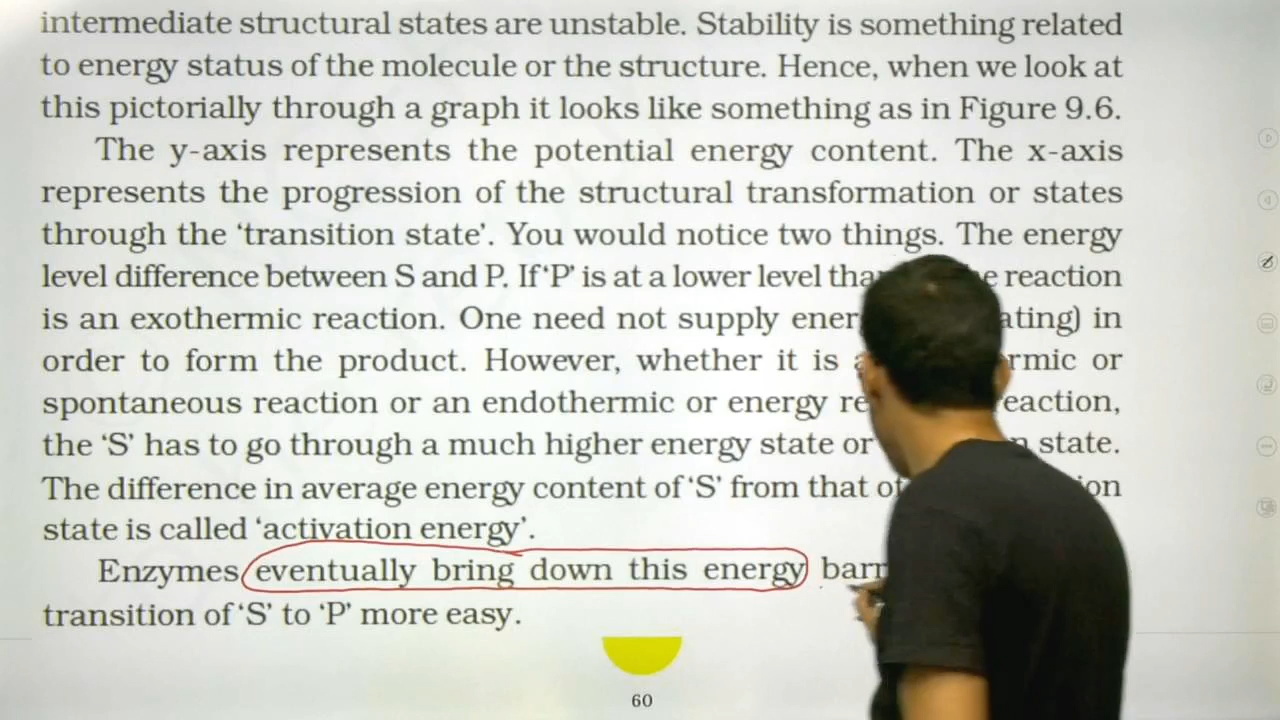 intermediate structural states are unstable. Stability is something related
to energy status of the molecule or the structure. Hence, when we look at
this pictorially through a graph it looks like something as in Figure 9.6.
The y-axis represents the potential energy content. The x-axis
represents the progression of the structural transformation or states
through the ‘transition state’. You would notice two things. The energy
level difference between S and P. If ‘P’ is at a lower level reaction
is an exothermic reaction. One need not supply in
order to form the product. However, whether it is or
spontaneous reaction or an endothermic or energy
the ‘S’ has to go through a much higher energy state or state.
The difference in average energy content of ‘S’ from that
state is called ‘activation energy’.
Enzymes eventually bring down this energy
transition of ‘S’ to ‘P’ more easy.
60